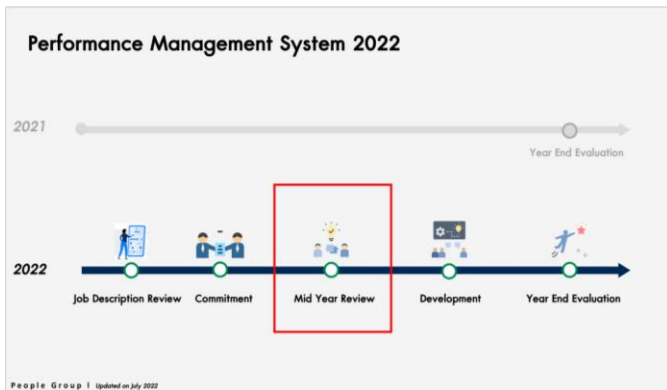 Performance Management System 2022
2021
Year End Evaluation
2022
Job Description Review
Commitment
Mid Year Review
Development
Year End Evaluation
People Group I Updated on July 2022